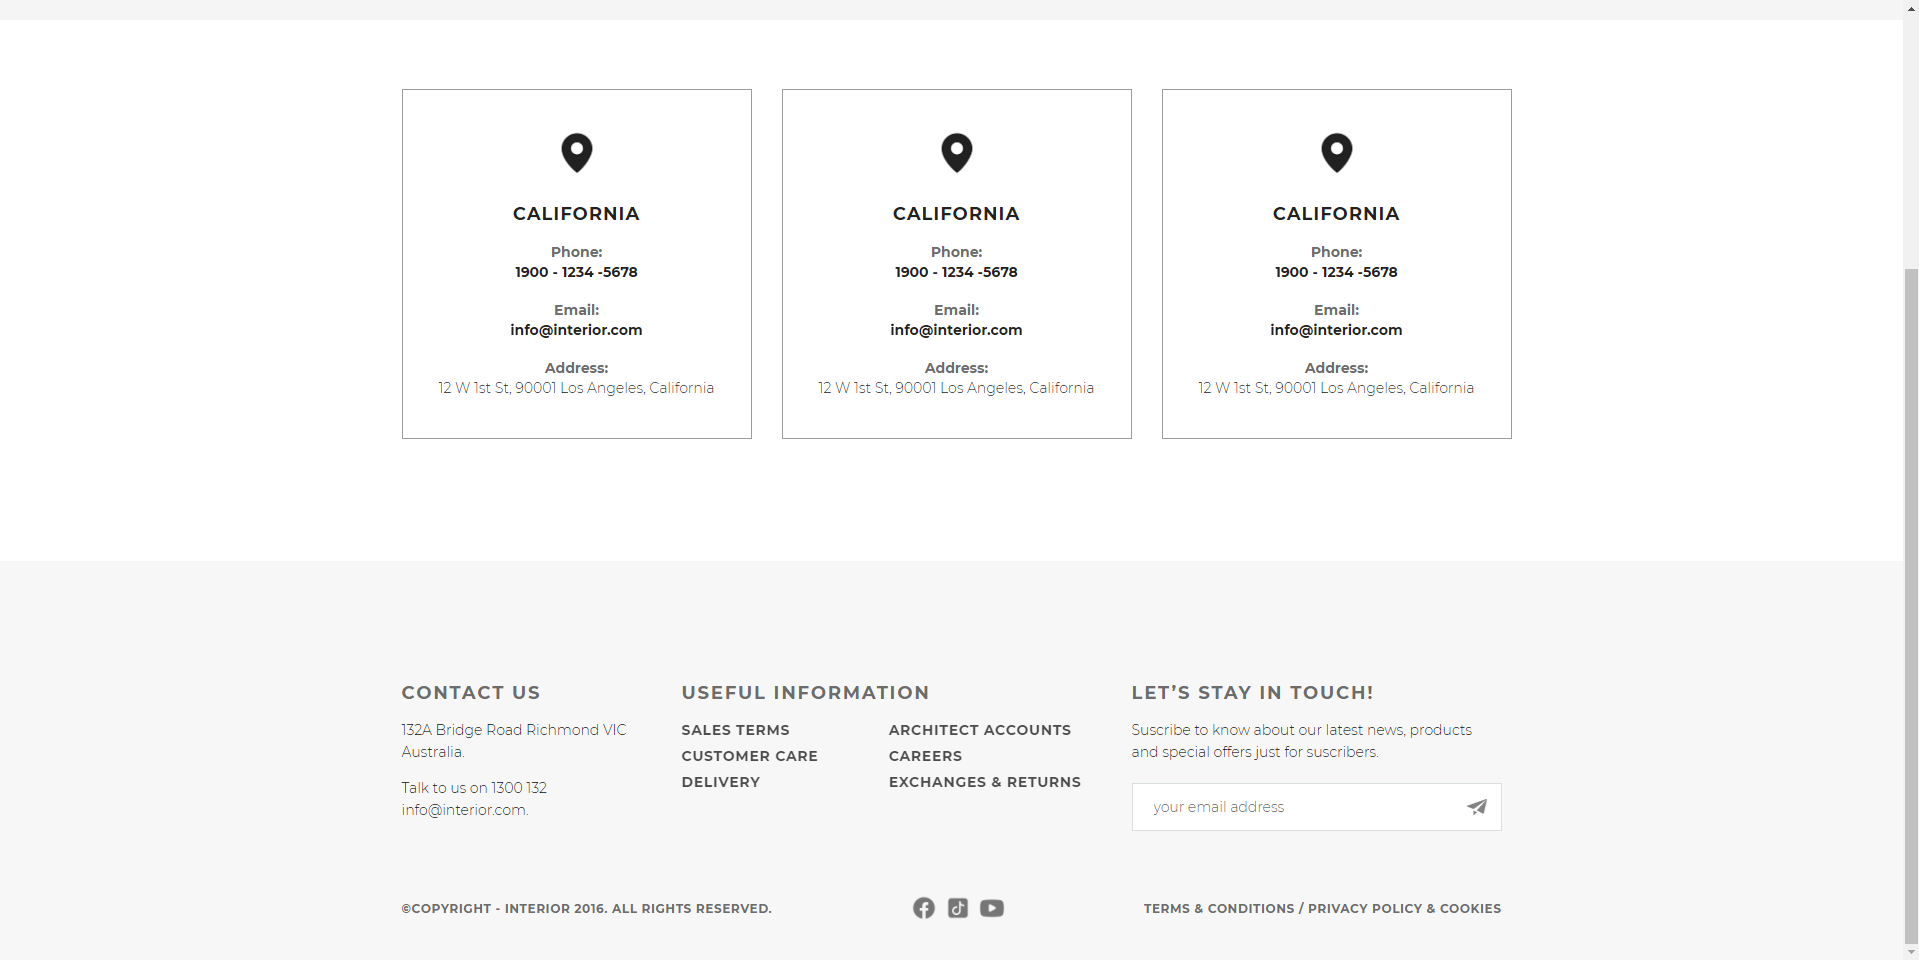 CALIFORNIA
Phone:
1900 - 1234 -5678
Email:
info@interior.com
Address:
12 W 1st St, 90001 Los Angeles, California
CALIFORNIA
Phone:
1900 - 1234 -5678
Email:
info@interior.com
Address:
12 W 1st St, 90001 Los Angeles, California
CALIFORNIA
Phone:
1900 - 1234 -5678
Email:
info@interior.com
Address:
12 W 1st St, 90001 Los Angeles, California
CONTACT US
132A Bridge Road Richmond VIC
Australia.
Talk to us on 1300 132
info@interior.com.
USEFUL INFORMATION
SALES TERMS
CUSTOMER CARE
DELIVERY
ARCHITECT ACCOUNTS
CAREERS
EXCHANGES & RETURNS
LET’S STAY IN TOUCH!
Suscribe to know about our latest news, products
and special offers just for suscribers.
your email address
©COPYRIGHT - INTERIOR 2016. ALL RIGHTS RESERVED.
TERMS & CONDITIONS / PRIVACY POLICY & COOKIES